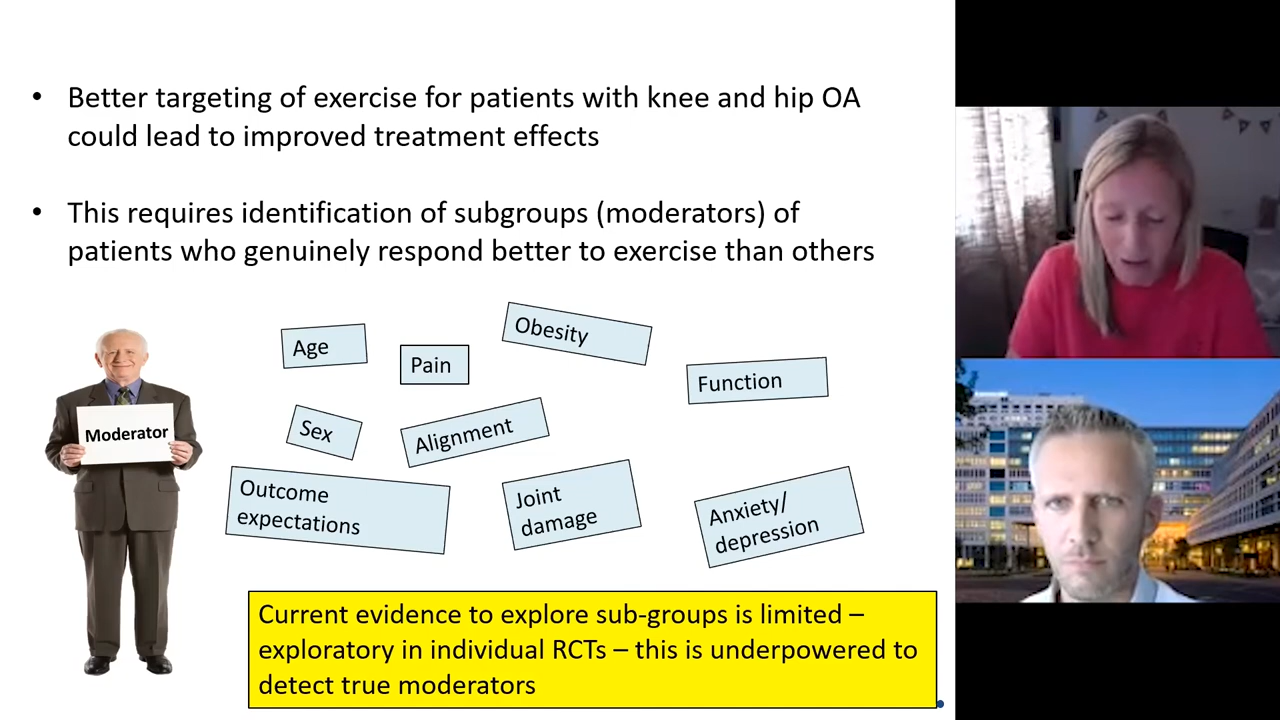 • Better targeting of exercise for patients with knee and hip OA
could lead to improved treatment effects
• This requires identification of subgroups (moderators) of
patients who genuinely respond better to exercise than others
Age
Pain
Obesity
Function
Moderator
Sex
Alignment
Outcome
expectations
Joint
damage
Anxiety/
depression
Current evidence to explore sub-groups is limited –
exploratory in individual RCTs – this is underpowered to
detect true moderators